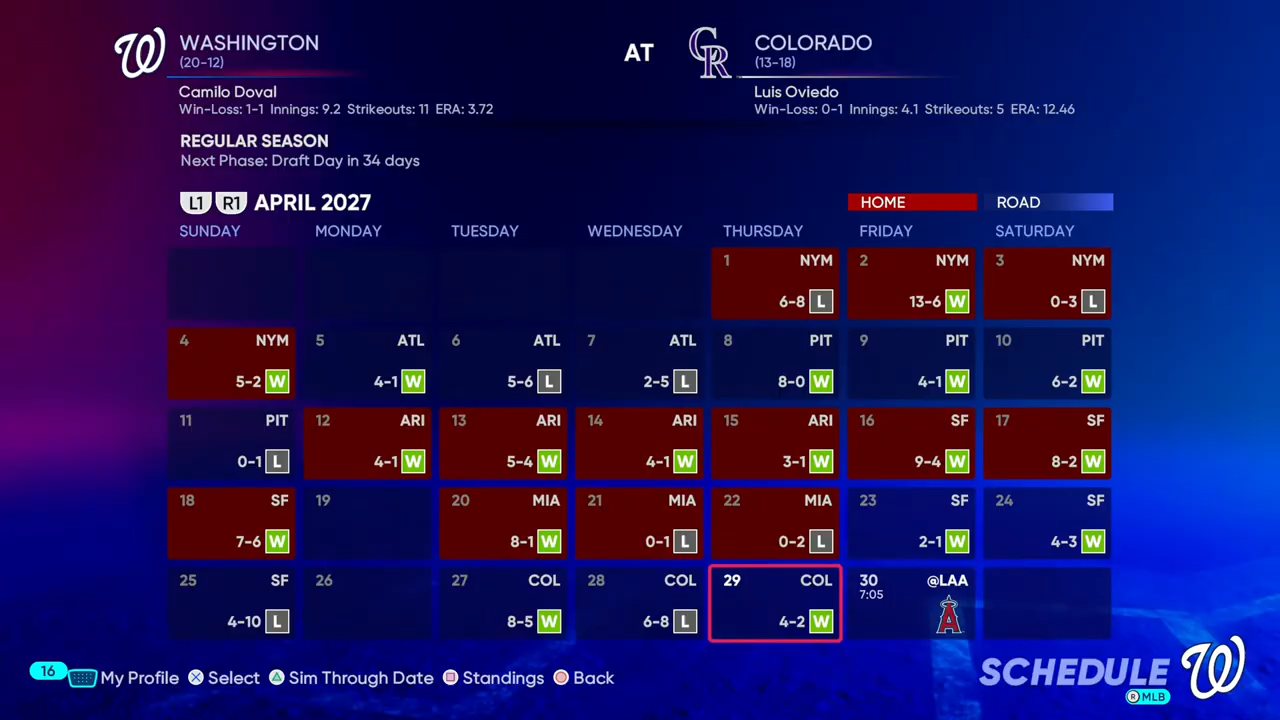 WASHINGTON
(20-12)
AT
COLORADO
(13-18)
Camilo Doval
Win-Loss: 1-1 Innings: 9.2 Strikeouts: 11 ERA: 3.72
Luis Oviedo
Win-Loss: 0-1 Innings: 4.1 Strikeouts: 5 ERA: 12.46
REGULAR SEASON
Next Phase: Draft Day in 34 days
L1 R1 APRIL 2027
HOME ROAD
SUNDAY MONDAY TUESDAY WEDNESDAY THURSDAY FRIDAY SATURDAY
1 NYM 2 NYM 3 NYM
6-8 L 13-6 W 0-3 L
4 NYM 5 ATL 6 ATL 7 ATL 8 PIT 9 PIT 10 PIT
5-2 W 4-1 W 5-6 L 2-5 L 8-0 W 4-1 W 6-2 W
11 PIT 12 ARI 13 ARI 14 ARI 15 ARI 16 SF 17 SF
0-1 L 4-1 W 5-4 W 4-1 W 3-1 W 9-4 W 8-2 W
18 SF 19 20 MIA 21 MIA 22 MIA 23 SF 24 SF
7-6 W 8-1 W 0-1 L 0-2 L 2-1 W 4-3 W
25 SF 26 27 COL 28 COL 29 COL 30 @LAA
7:05
4-10 L 8-5 W 6-8 L 4-2 W
16 My Profile Select Sim Through Date Standings Back
SCHEDULE
R MLB